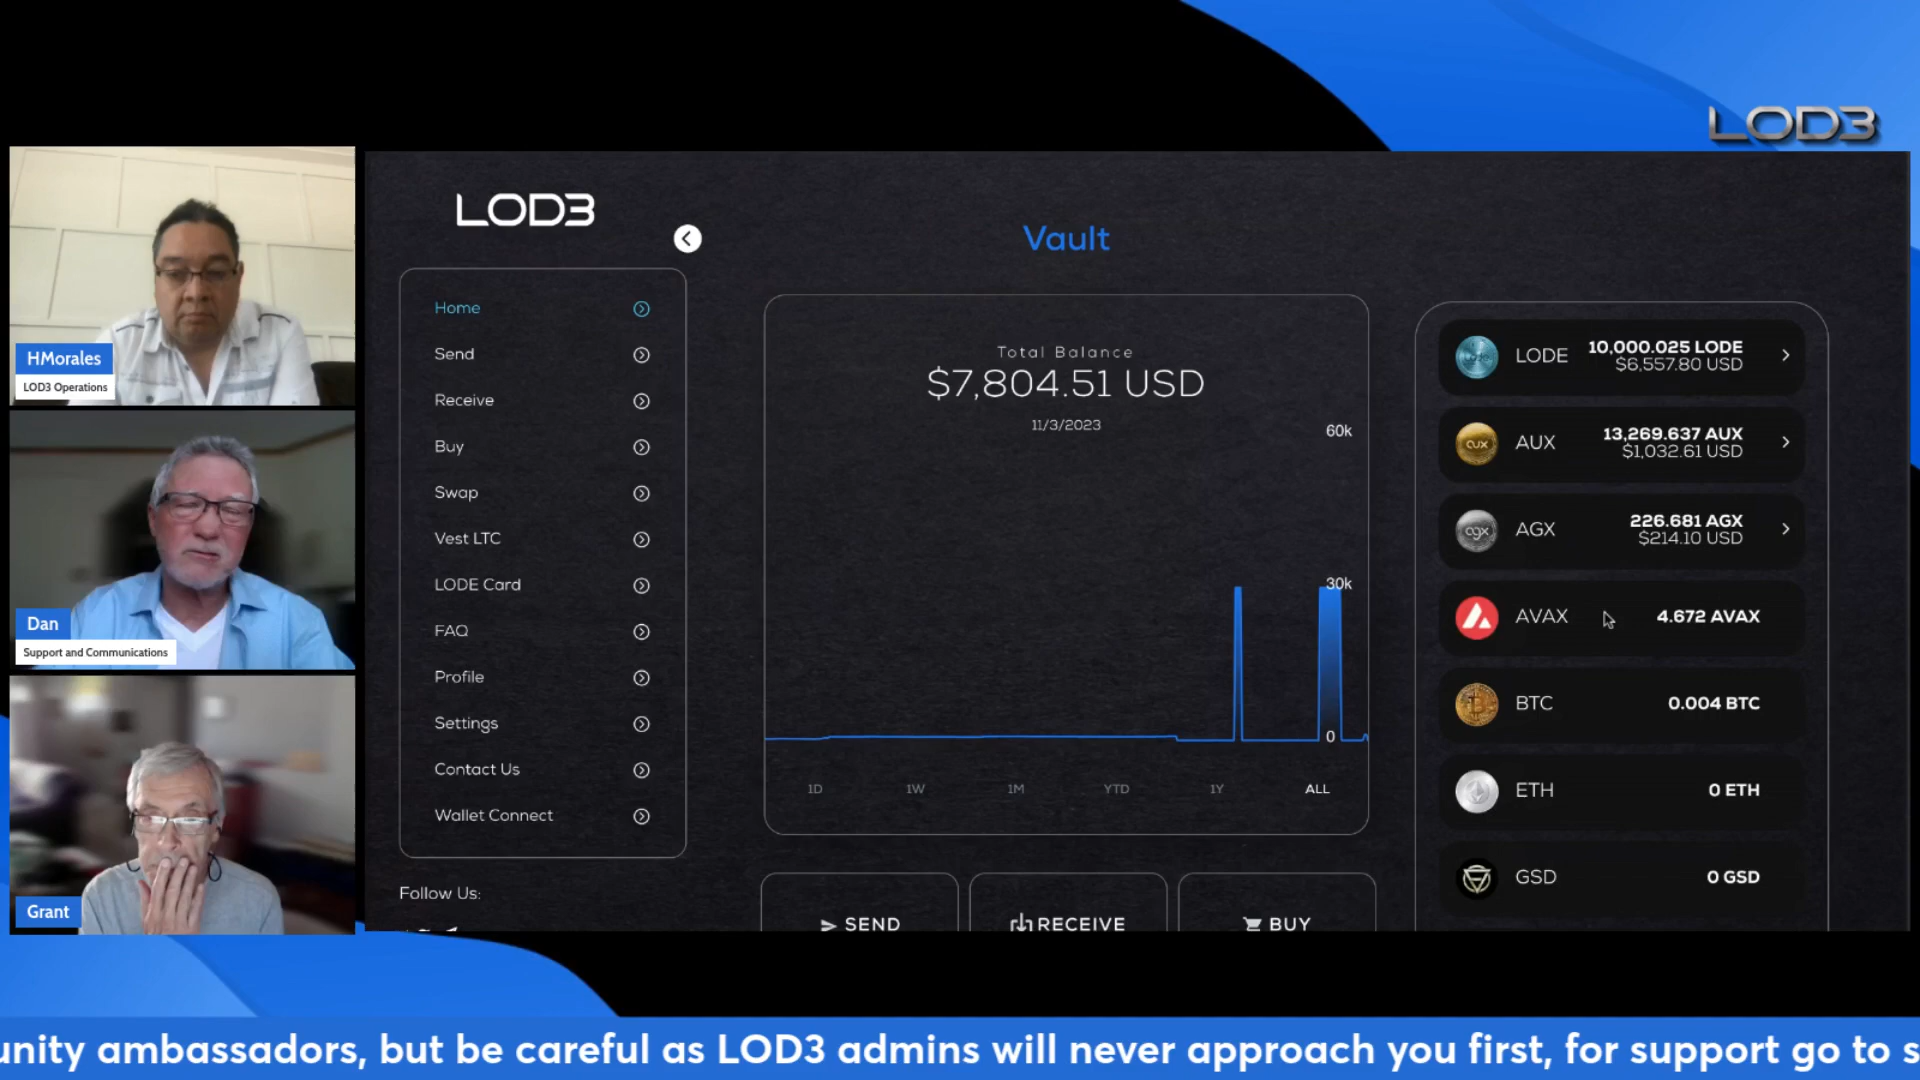 LOD3
HMorales
LOD3 Operations
Dan
Support and Communications
Grant
LOD3
Home
Send
Receive
Buy
Swap
Vest LTC
LODE Card
FAQ
Profile
Settings
Contact Us
Wallet Connect
Follow Us:
Vault
Total Balance
$7,804.51 USD
11/3/2023
60k
30k
0
1D 1W 1M YTD 1Y ALL
SEND RECEIVE BUY
LODE 10,000.025 LODE
$6,557.80 USD
AUX 13,269.637 AUX
$1,032.61 USD
AGX 226.681 AGX
$214.10 USD
AVAX 4.672 AVAX
BTC 0.004 BTC
ETH 0 ETH
GSD 0 GSD
unity ambassadors, but be careful as LOD3 admins will never approach you first, for support go to s